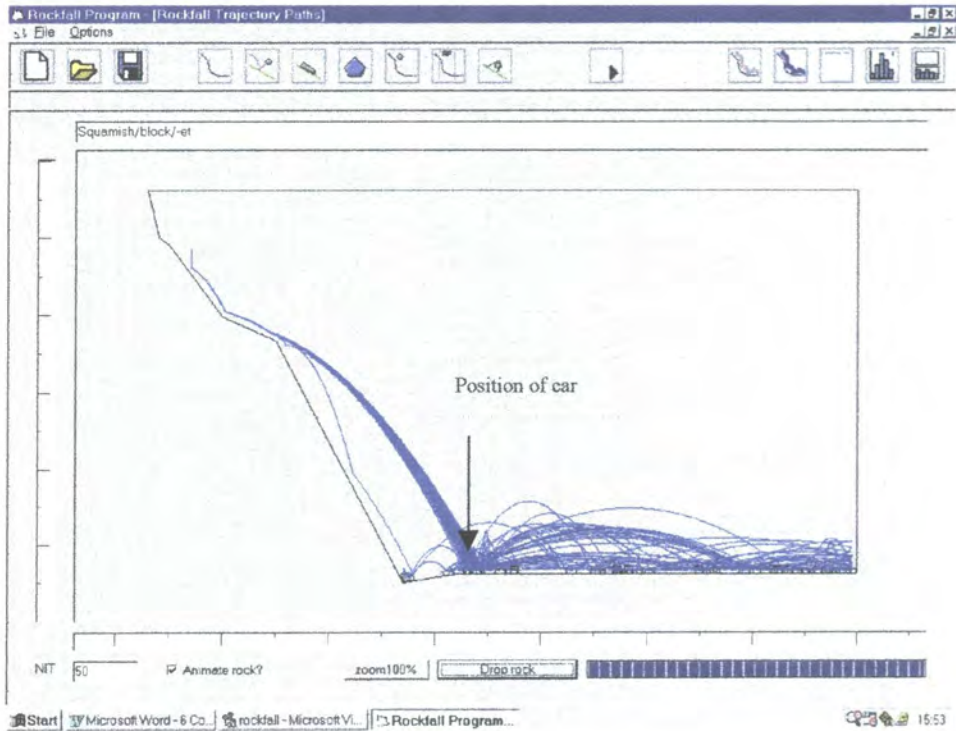 Rockfall Program - [Rockfall Trajectory Paths]
File Options
Squamish/block/-et
Position of car
NIT 50 Animate rock? zoom100% Drop rock
Start Microsoft Word - 6 Co... rockfall - Microsoft Vi... Rockfall Program... 15:53